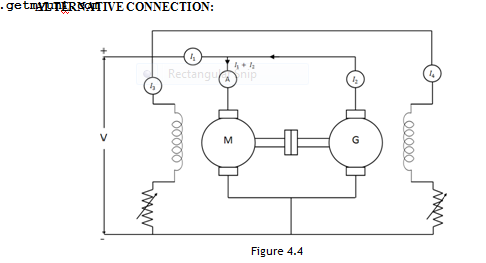 ALTERNATIVE CONNECTION:
+
I₁
I₁ + I₂
Rectangular Snip
I₃
A
I₂
I₄
V
M
G
-
Figure 4.4